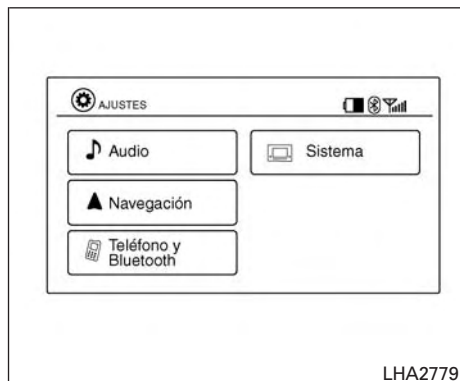 AJUSTES
Audio
Sistema
Navegación
Teléfono y
Bluetooth
LHA2779